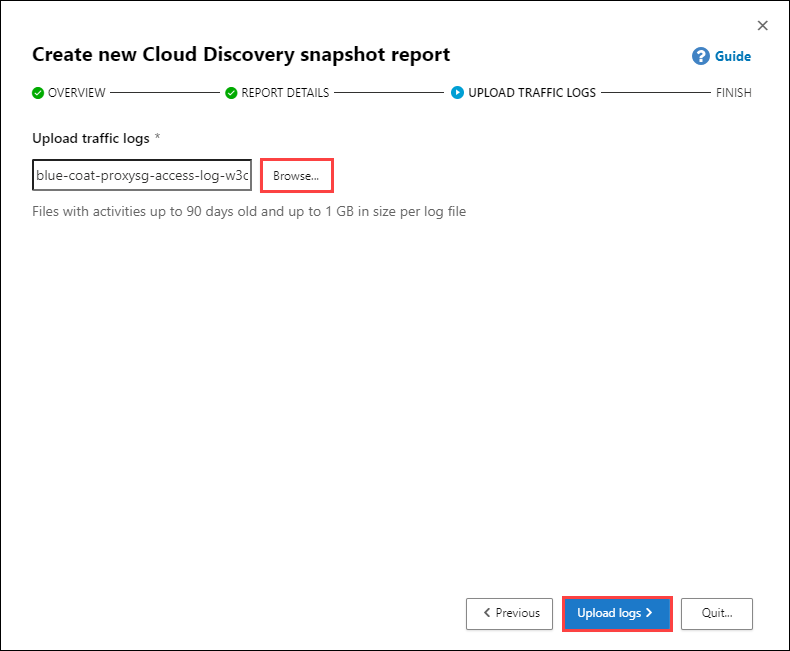 Create new Cloud Discovery snapshot report
? Guide
OVERVIEW REPORT DETAILS UPLOAD TRAFFIC LOGS FINISH
Upload traffic logs *
blue-coat-proxysg-access-log-w3c Browse...
Files with activities up to 90 days old and up to 1 GB in size per log file
Previous Upload logs Quit...